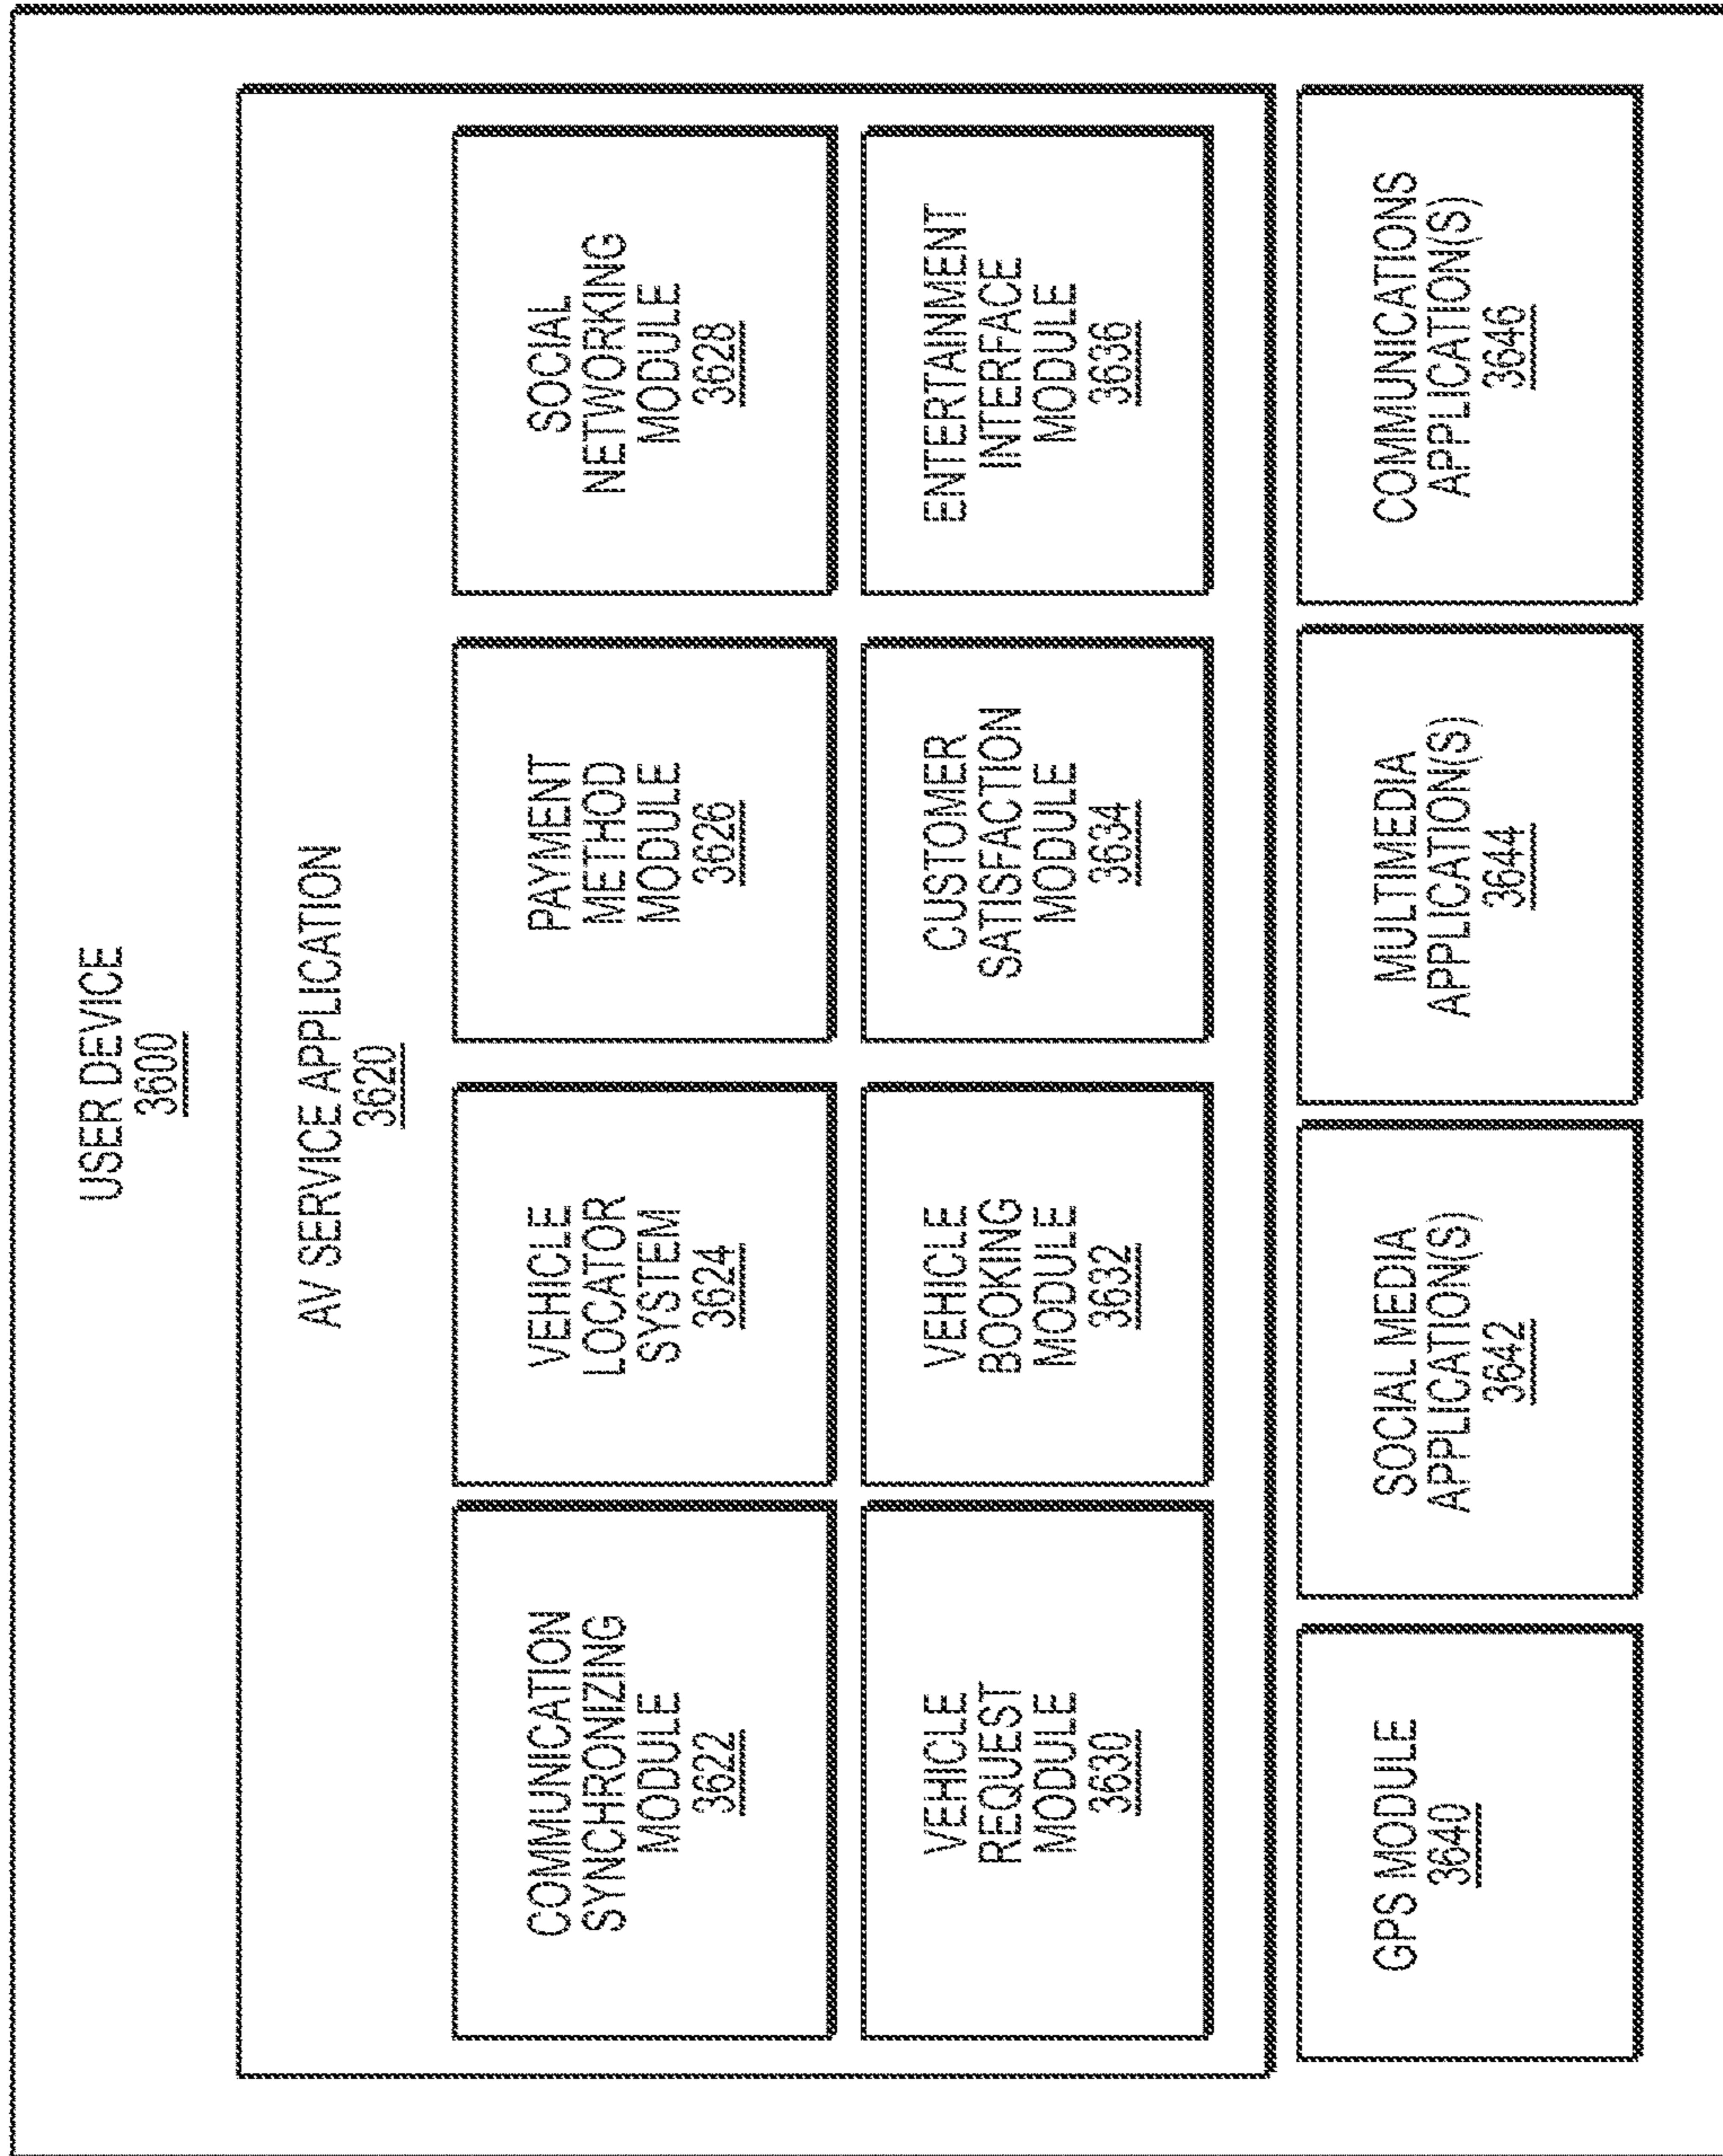 USER DEVICE
3600
AV SERVICE APPLICATION
3620
COMMUNICATION
SYNCHRONIZING
MODULE
3622
VEHICLE
LOCATOR
SYSTEM
3624
PAYMENT
METHOD
MODULE
3626
SOCIAL
NETWORKING
MODULE
3628
VEHICLE
REQUEST
MODULE
3630
VEHICLE
BOOKING
MODULE
3632
CUSTOMER
SATISFACTION
MODULE
3634
ENTERTAINMENT
INTERFACE
MODULE
3636
GPS MODULE
3640
SOCIAL MEDIA
APPLICATION(S)
3642
MULTIMEDIA
APPLICATION(S)
3644
COMMUNICATIONS
APPLICATION(S)
3646